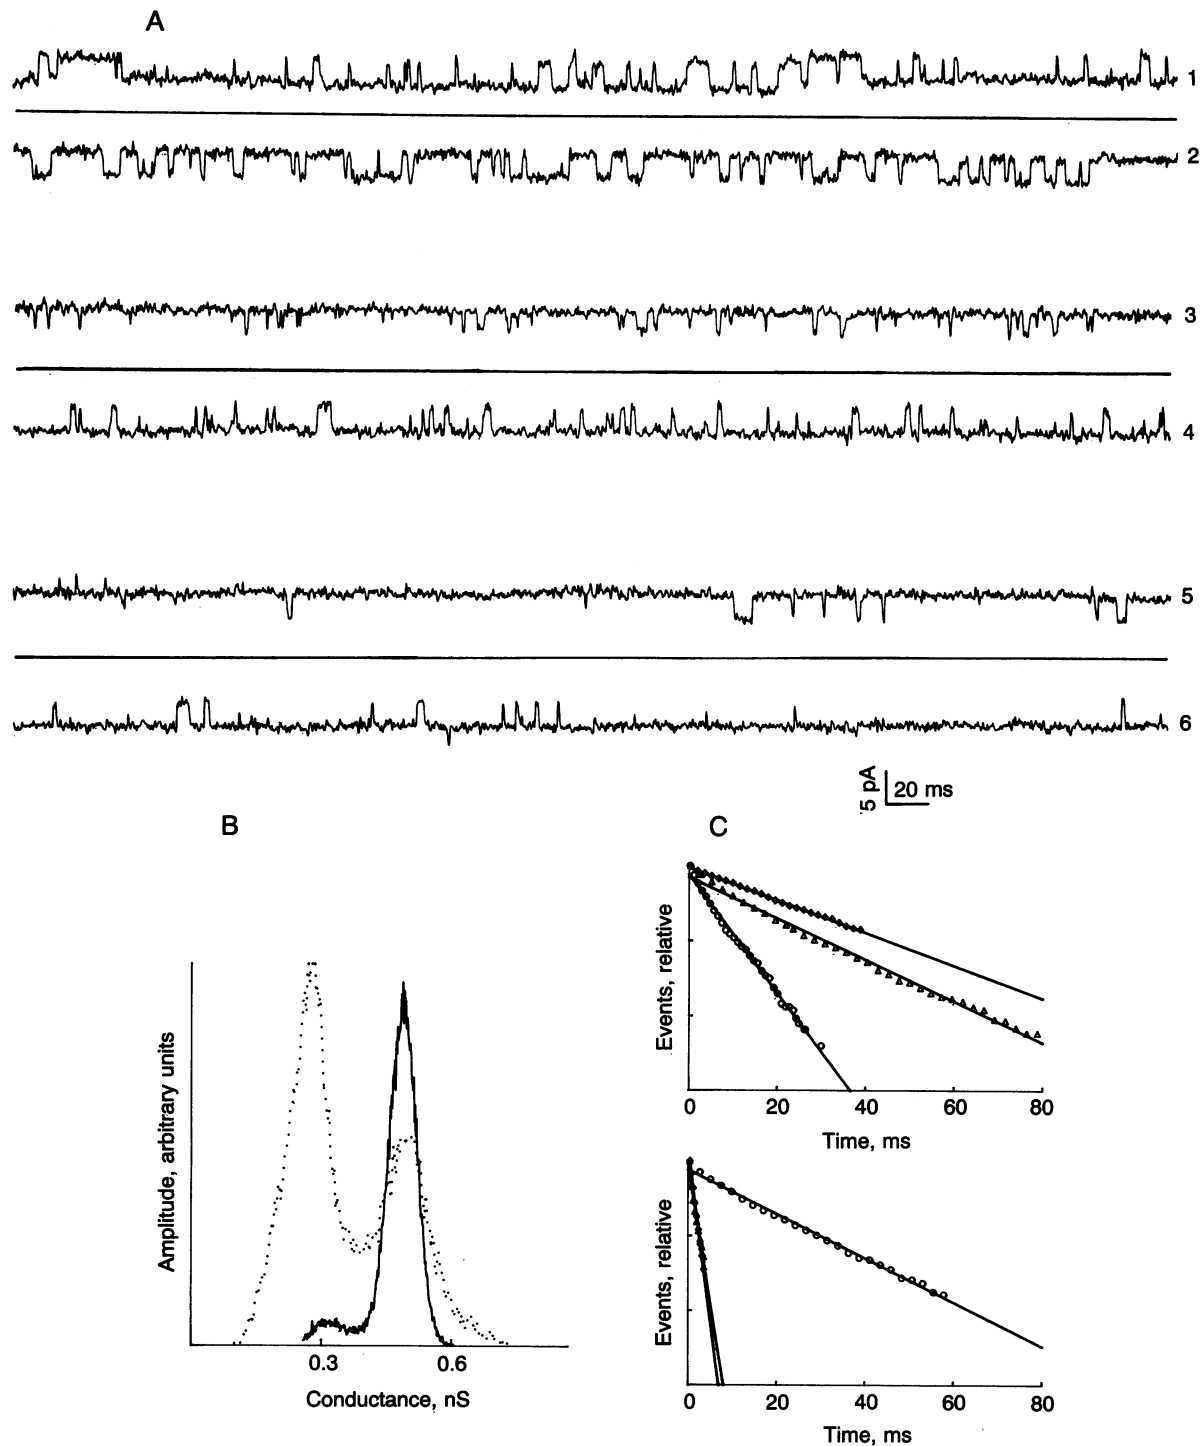 A
1
2
3
4
5
6
5 pA
20 ms
B
C
Amplitude, arbitrary units
0.3 0.6
Conductance, nS
Events, relative
0 20 40 60 80
Time, ms
Events, relative
0 20 40 60 80
Time, ms